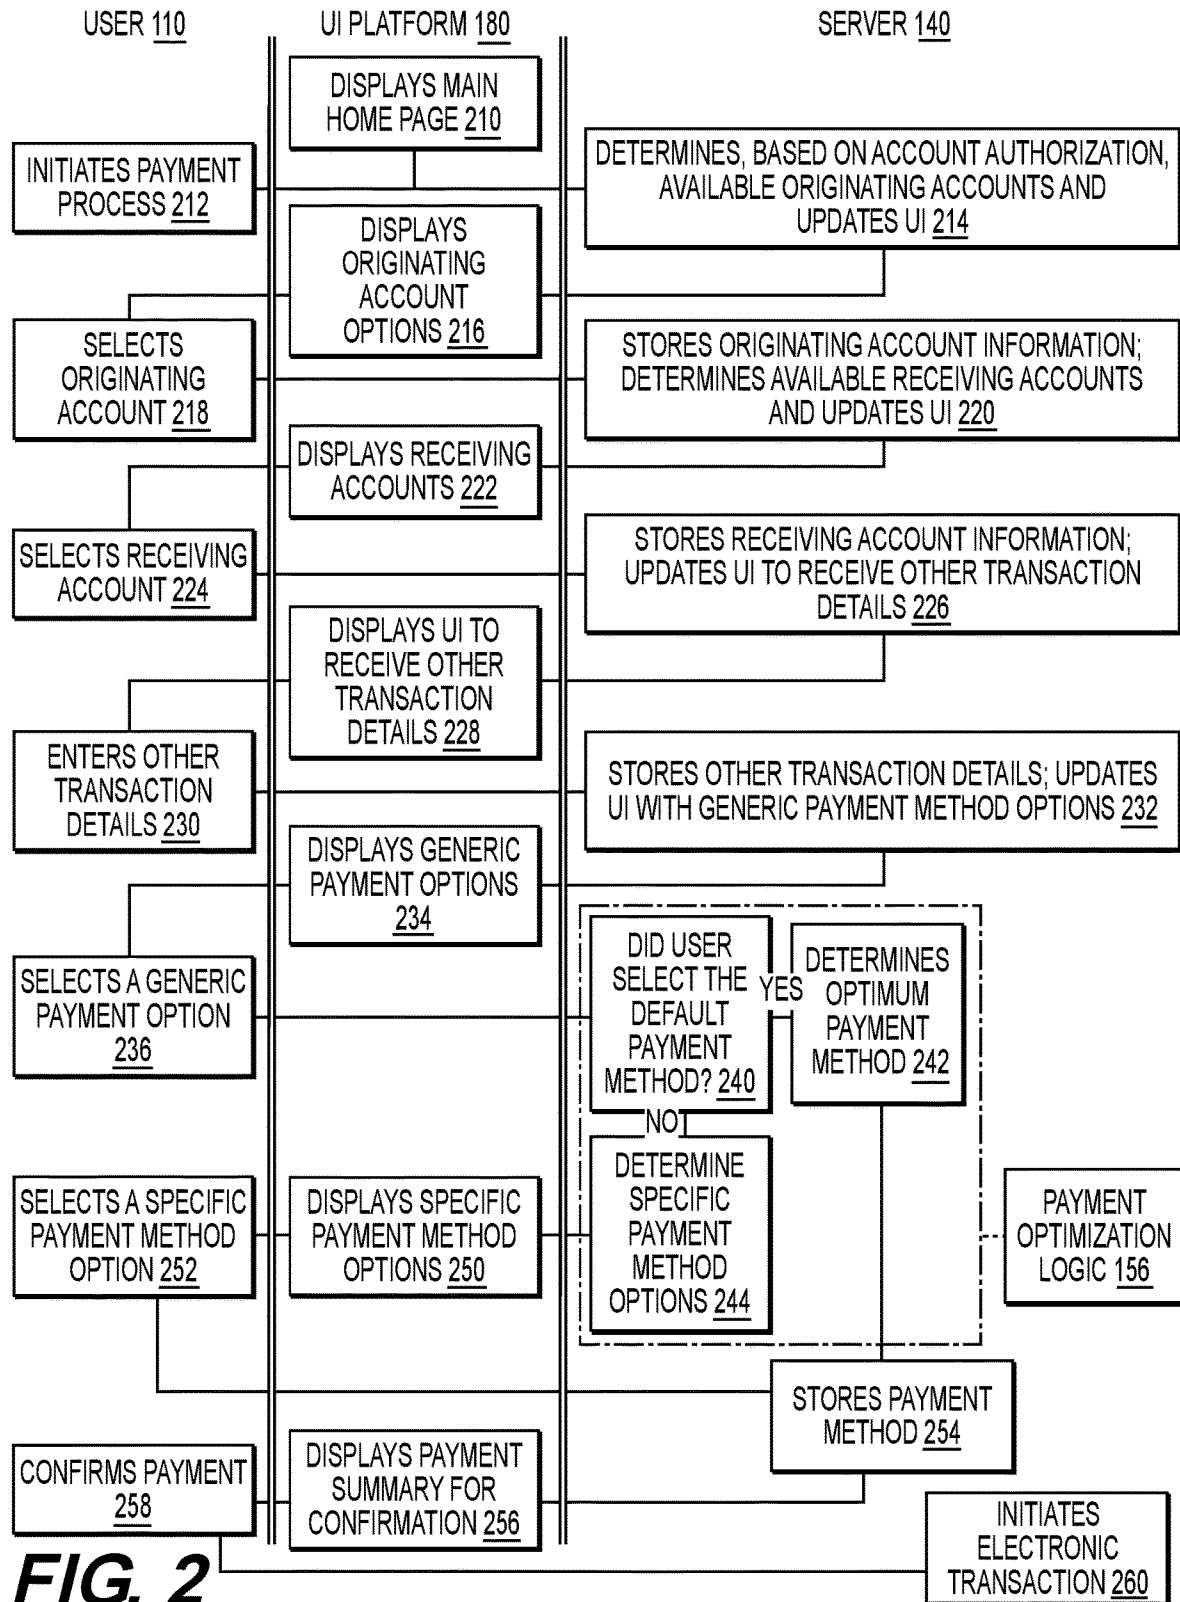 USER 110
UI PLATFORM 180
SERVER 140
DISPLAYS MAIN
HOME PAGE 210
INITIATES PAYMENT
PROCESS 212
DETERMINES, BASED ON ACCOUNT AUTHORIZATION,
AVAILABLE ORIGINATING ACCOUNTS AND
UPDATES UI 214
DISPLAYS
ORIGINATING
ACCOUNT
OPTIONS 216
SELECTS
ORIGINATING
ACCOUNT 218
STORES ORIGINATING ACCOUNT INFORMATION;
DETERMINES AVAILABLE RECEIVING ACCOUNTS
AND UPDATES UI 220
DISPLAYS RECEIVING
ACCOUNTS 222
SELECTS RECEIVING
ACCOUNT 224
STORES RECEIVING ACCOUNT INFORMATION;
UPDATES UI TO RECEIVE OTHER TRANSACTION
DETAILS 226
DISPLAYS UI TO
RECEIVE OTHER
TRANSACTION
DETAILS 228
ENTERS OTHER
TRANSACTION
DETAILS 230
STORES OTHER TRANSACTION DETAILS; UPDATES
UI WITH GENERIC PAYMENT METHOD OPTIONS 232
DISPLAYS GENERIC
PAYMENT OPTIONS
234
SELECTS A GENERIC
PAYMENT OPTION
236
DID USER
SELECT THE
DEFAULT
PAYMENT
METHOD? 240
YES
DETERMINES
OPTIMUM
PAYMENT
METHOD 242
NO
DETERMINE
SPECIFIC
PAYMENT
METHOD
OPTIONS 244
SELECTS A SPECIFIC
PAYMENT METHOD
OPTION 252
DISPLAYS SPECIFIC
PAYMENT METHOD
OPTIONS 250
PAYMENT
OPTIMIZATION
LOGIC 156
STORES PAYMENT
METHOD 254
CONFIRMS PAYMENT
258
DISPLAYS PAYMENT
SUMMARY FOR
CONFIRMATION 256
INITIATES
ELECTRONIC
TRANSACTION 260
FIG. 2